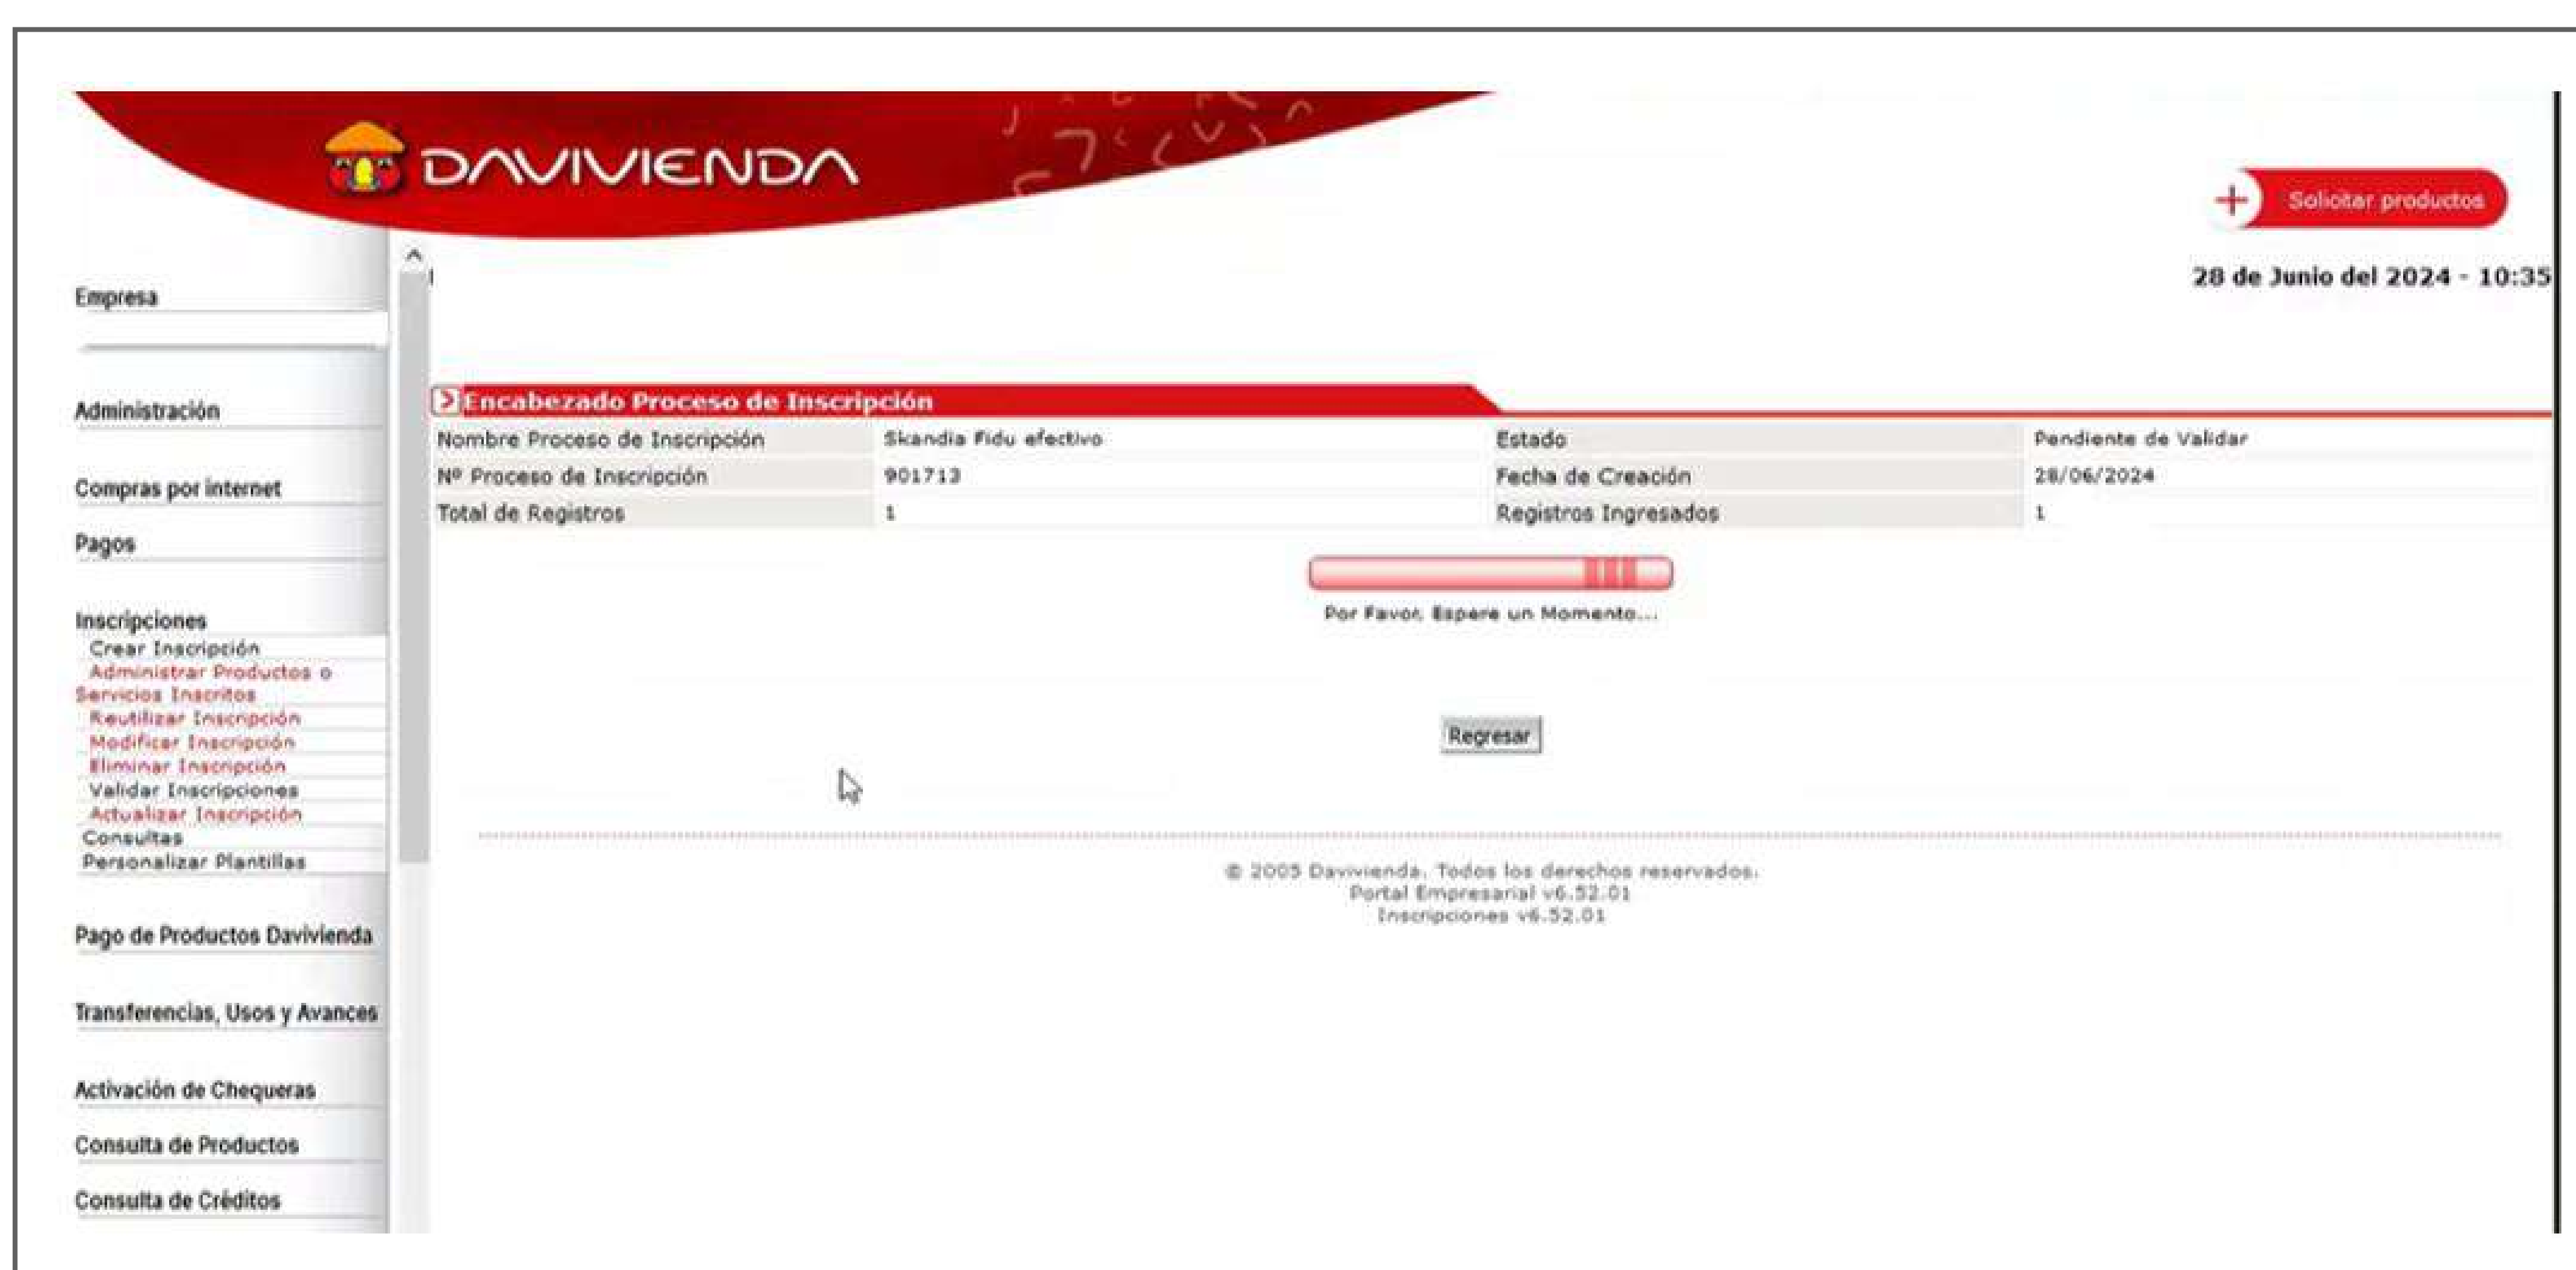 DAVIVIENDA
Solicitar productos
28 de Junio del 2024 - 10:35
Empresa
Administración
Compras por internet
Pagos
Inscripciones
Crear Inscripción
Administrar Productos o
Servicios Inscritos
Reutilizar Inscripción
Modificar Inscripción
Eliminar Inscripción
Validar Inscripciones
Actualizar Inscripción
Consultas
Personalizar Plantillas
Pago de Productos Davivienda
Transferencias, Usos y Avances
Activación de Chequeras
Consulta de Productos
Consulta de Créditos
Encabezado Proceso de Inscripción
Nombre Proceso de Inscripción Skandia Fidu efectivo Estado Pendiente de Validar
Nº Proceso de Inscripción 901713 Fecha de Creación 28/06/2024
Total de Registros 1 Registros Ingresados 1
Por Favor, Espere un Momento...
Regresar
© 2005 Davivienda. Todos los derechos reservados.
Portal Empresarial v6.52.01
Inscripciones v6.52.01